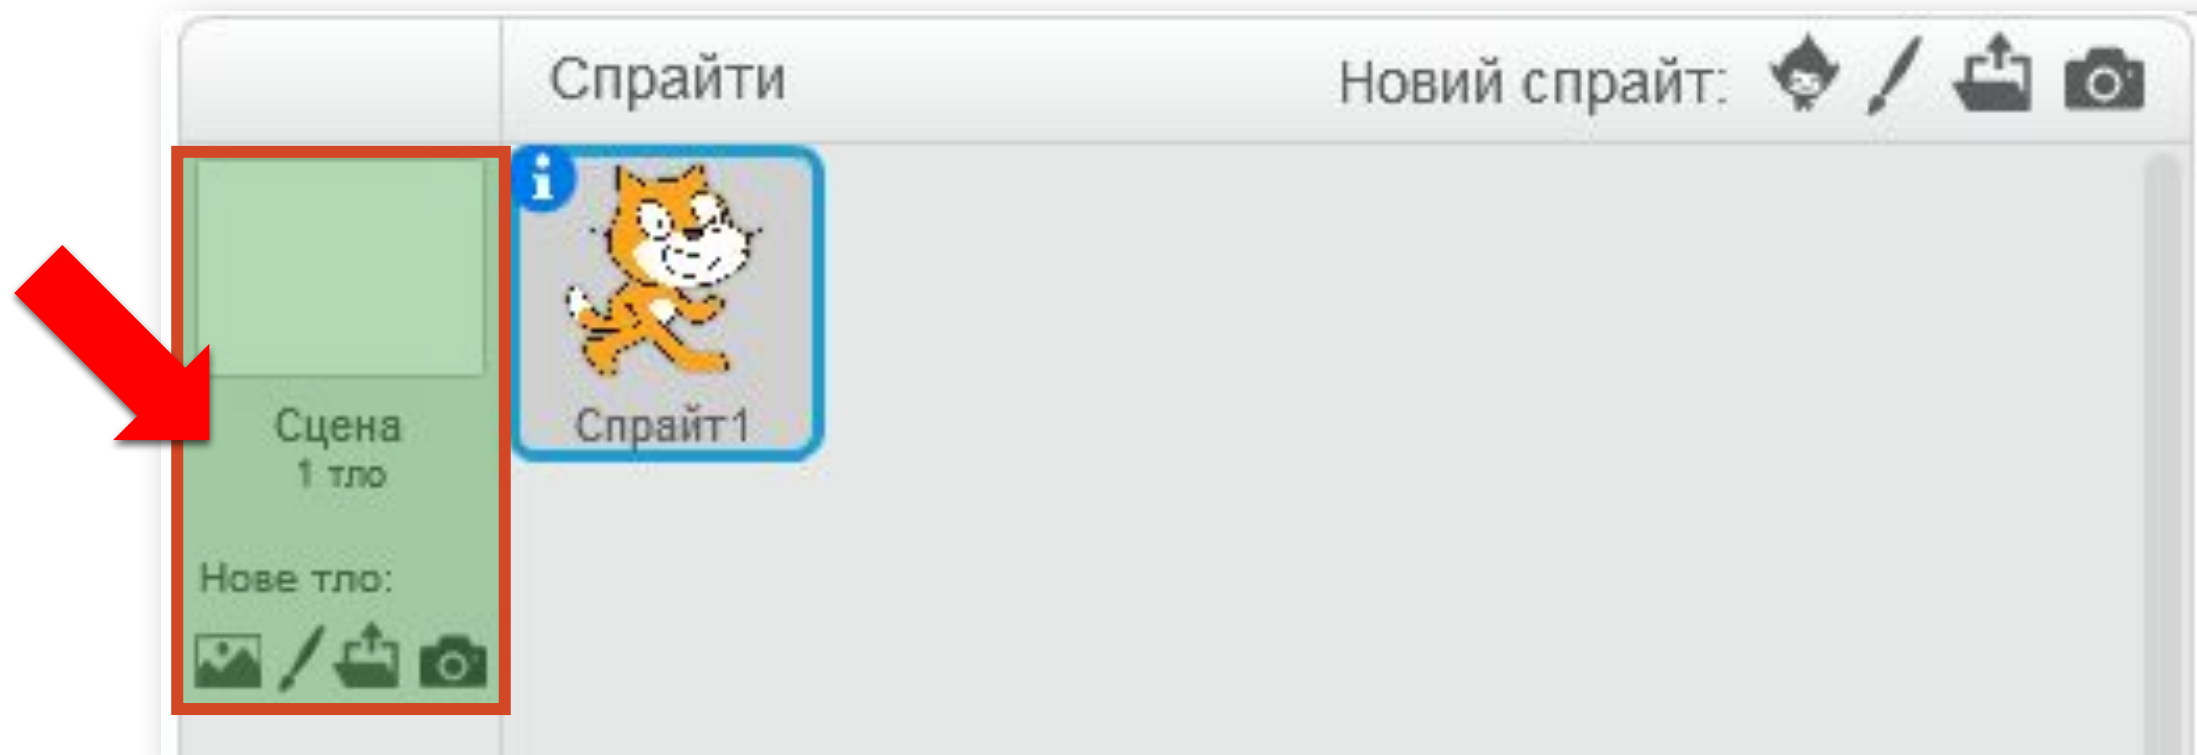 Спрайти
Новий спрайт:
Спрайт1
Сцена
1 тло
Нове тло: